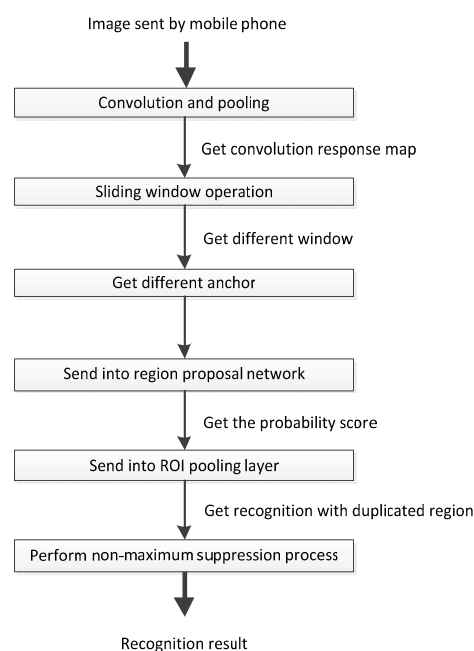 Image sent by mobile phone
Convolution and pooling
Get convolution response map
Sliding window operation
Get different window
Get different anchor
Send into region proposal network
Get the probability score
Send into ROI pooling layer
Get recognition with duplicated region
Perform non-maximum suppression process
Recognition result